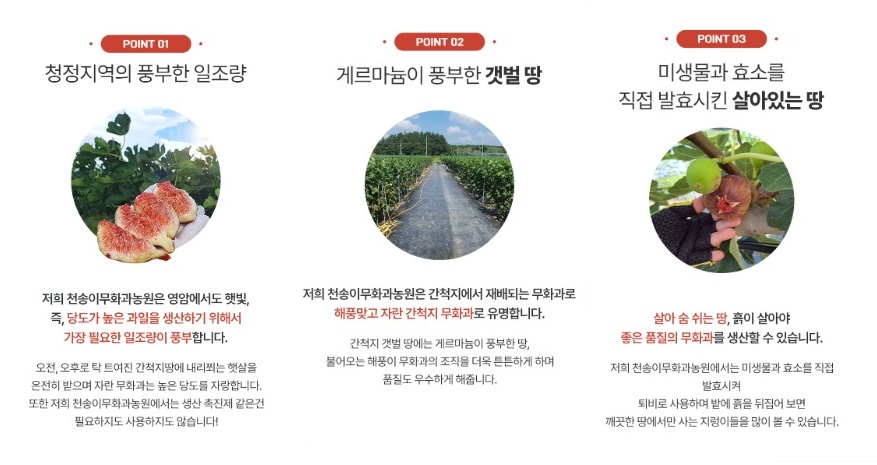 POINT 01
청정지역의 풍부한 일조량
저희 천송이무화과농원은 영암에서도 햇빛,
즉, 당도가 높은 과일을 생산하기 위해서
가장 필요한 일조량이 풍부합니다.
오전, 오후로 탁 트여진 간척지땅에 내리쬐는 햇살을
온전히 받으며 자란 무화과는 높은 당도를 자랑합니다.
또한 저희 천송이무화과농원에서는 생산 촉진제 같은건
필요하지도 사용하지도 않습니다!
POINT 02
게르마늄이 풍부한 갯벌 땅
저희 천송이무화과농원은 간척지에서 재배되는 무화과로
해풍맞고 자란 간척지 무화과로 유명합니다.
간척지 갯벌 땅에는 게르마늄이 풍부한 땅,
불어오는 해풍이 무화과의 조직을 더욱 튼튼하게 하며
품질도 우수하게 해줍니다.
POINT 03
미생물과 효소를
직접 발효시킨 살아있는 땅
살아 숨 쉬는 땅, 흙이 살아야
좋은 품질의 무화과를 생산할 수 있습니다.
저희 천송이무화과농원에서는 미생물과 효소를 직접
발효시켜
퇴비로 사용하며 밭에 흙을 뒤집어 보면
깨끗한 땅에서만 사는 지렁이들을 많이 볼 수 있습니다.